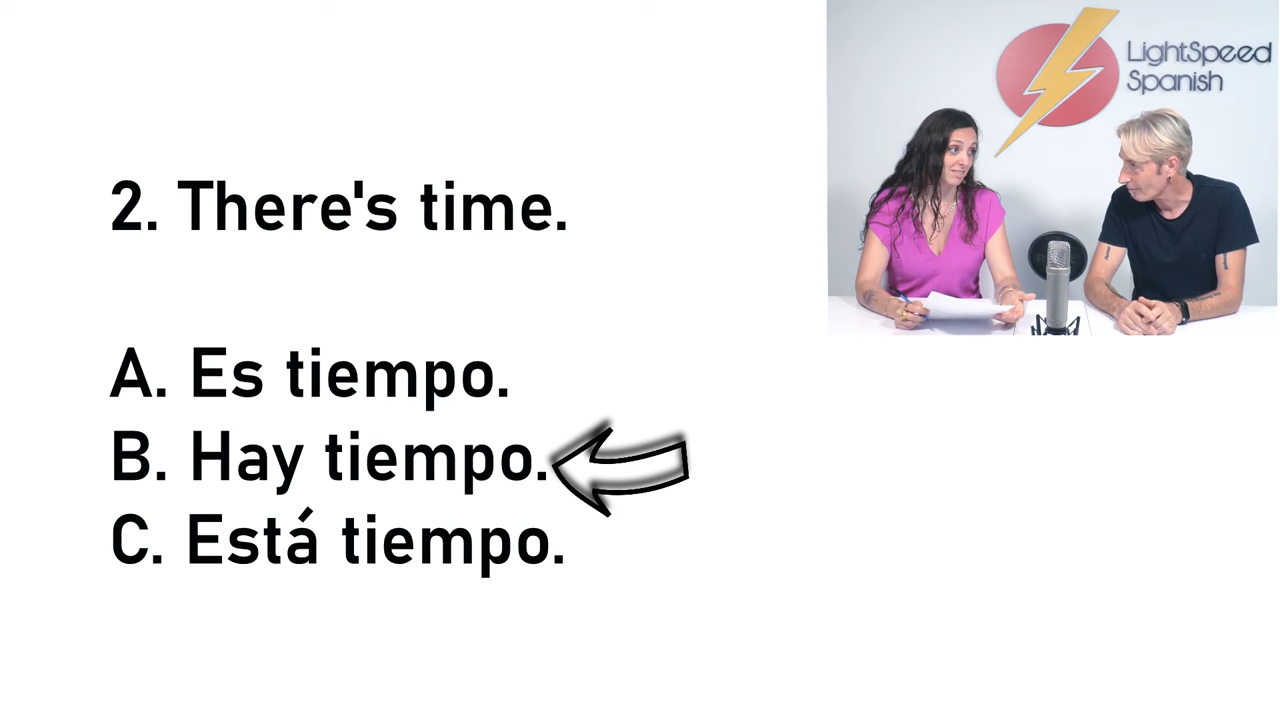 LightSpeed
Spanish
2. There's time.
A. Es tiempo.
B. Hay tiempo.
C. Está tiempo.